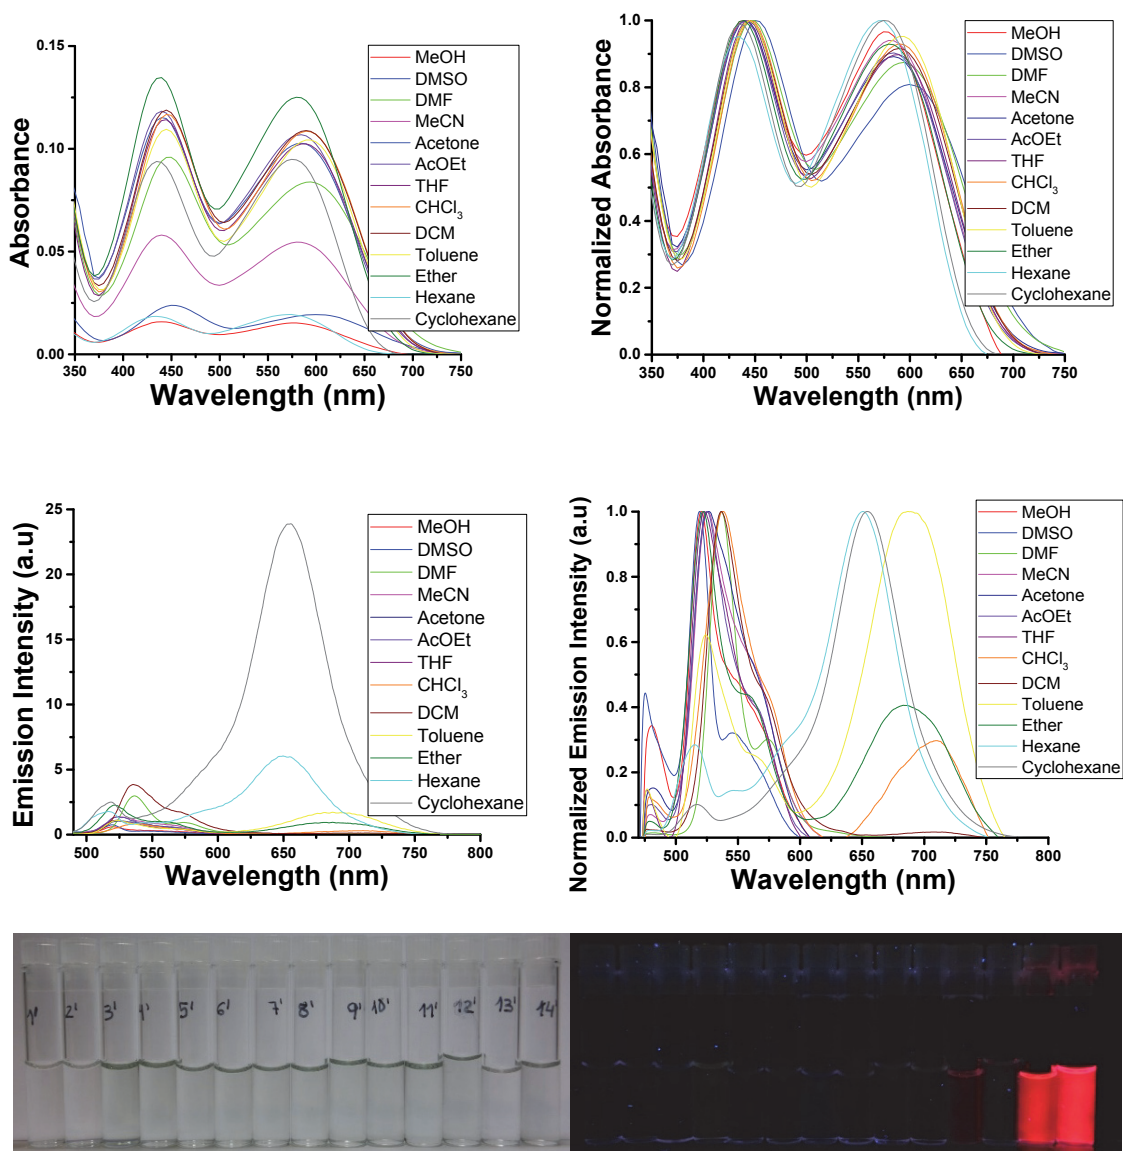 0.15
0.10
0.05
0.00
Absorbance
350 400 450 500 550 600 650 700 750
Wavelength (nm)
MeOH
DMSO
DMF
MeCN
Acetone
AcOEt
THF
CHCl3
DCM
Toluene
Ether
Hexane
Cyclohexane
1.0
0.8
0.6
0.4
0.2
0.0
Normalized Absorbance
350 400 450 500 550 600 650 700 750
Wavelength (nm)
MeOH
DMSO
DMF
MeCN
Acetone
AcOEt
THF
CHCl3
DCM
Toluene
Ether
Hexane
Cyclohexane
25
20
15
10
5
0
Emission Intensity (a.u)
500 550 600 650 700 750 800
Wavelength (nm)
MeOH
DMSO
DMF
MeCN
Acetone
AcOEt
THF
CHCl3
DCM
Toluene
Ether
Hexane
Cyclohexane
1.0
0.8
0.6
0.4
0.2
0.0
Normalized Emission Intensity (a.u)
500 550 600 650 700 750 800
Wavelength (nm)
MeOH
DMSO
DMF
MeCN
Acetone
AcOEt
THF
CHCl3
DCM
Toluene
Ether
Hexane
Cyclohexane
1' 2' 3' 4' 5' 6' 7' 8' 9' 10' 11' 12' 13' 14'